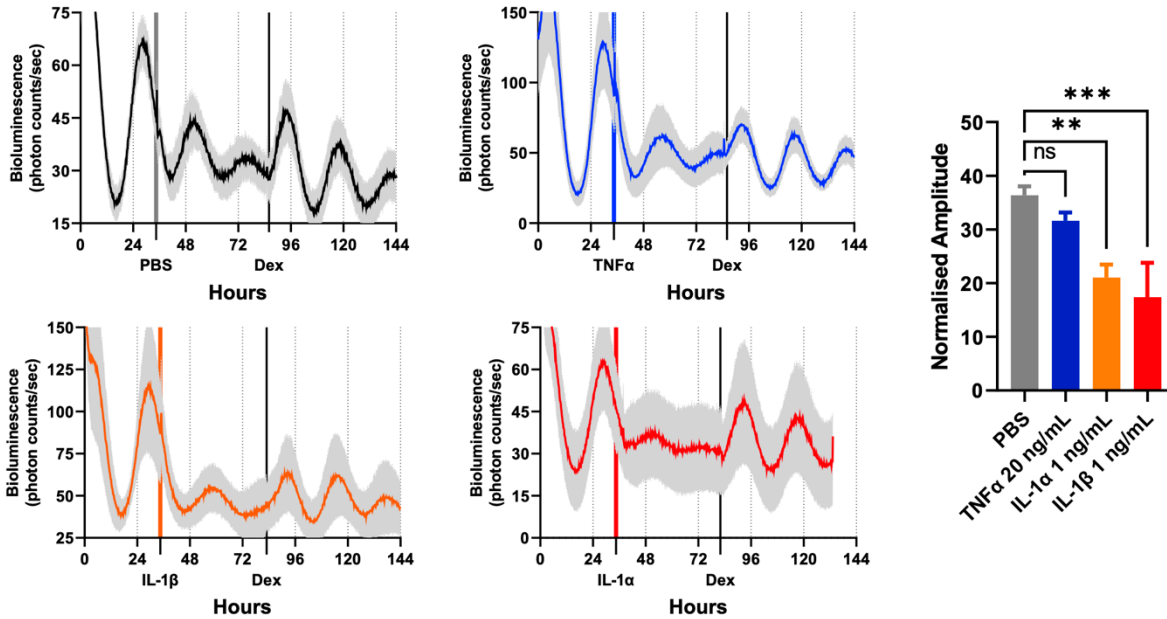 Bioluminescence
(photon counts/sec)
75
60
45
30
15
0 24 48 72 96 120 144
PBS Dex
Hours
Bioluminescence
(photon counts/sec)
150
100
50
0
0 24 48 72 96 120 144
TNFα Dex
Hours
Bioluminescence
(photon counts/sec)
150
125
100
75
50
25
0 24 48 72 96 120 144
IL-1β Dex
Hours
Bioluminescence
(photon counts/sec)
75
60
45
30
15
0
0 24 48 72 96 120 144
IL-1α Dex
Hours
Normalised Amplitude
50
40
30
20
10
0
***
**
ns
PBS
TNFα 20 ng/mL
IL-1α 1 ng/mL
IL-1β 1 ng/mL